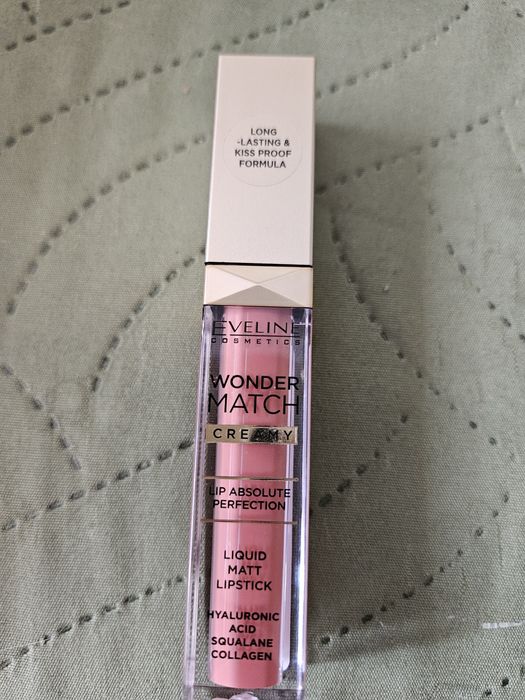 LONG
-LASTING &
KISS PROOF
FORMULA
EVELINE
COSMETICS
WONDER
MATCH
CREAMY
LIP ABSOLUTE
PERFECTION
LIQUID
MATT
LIPSTICK
HYALURONIC
ACID
SQUALANE
COLLAGEN